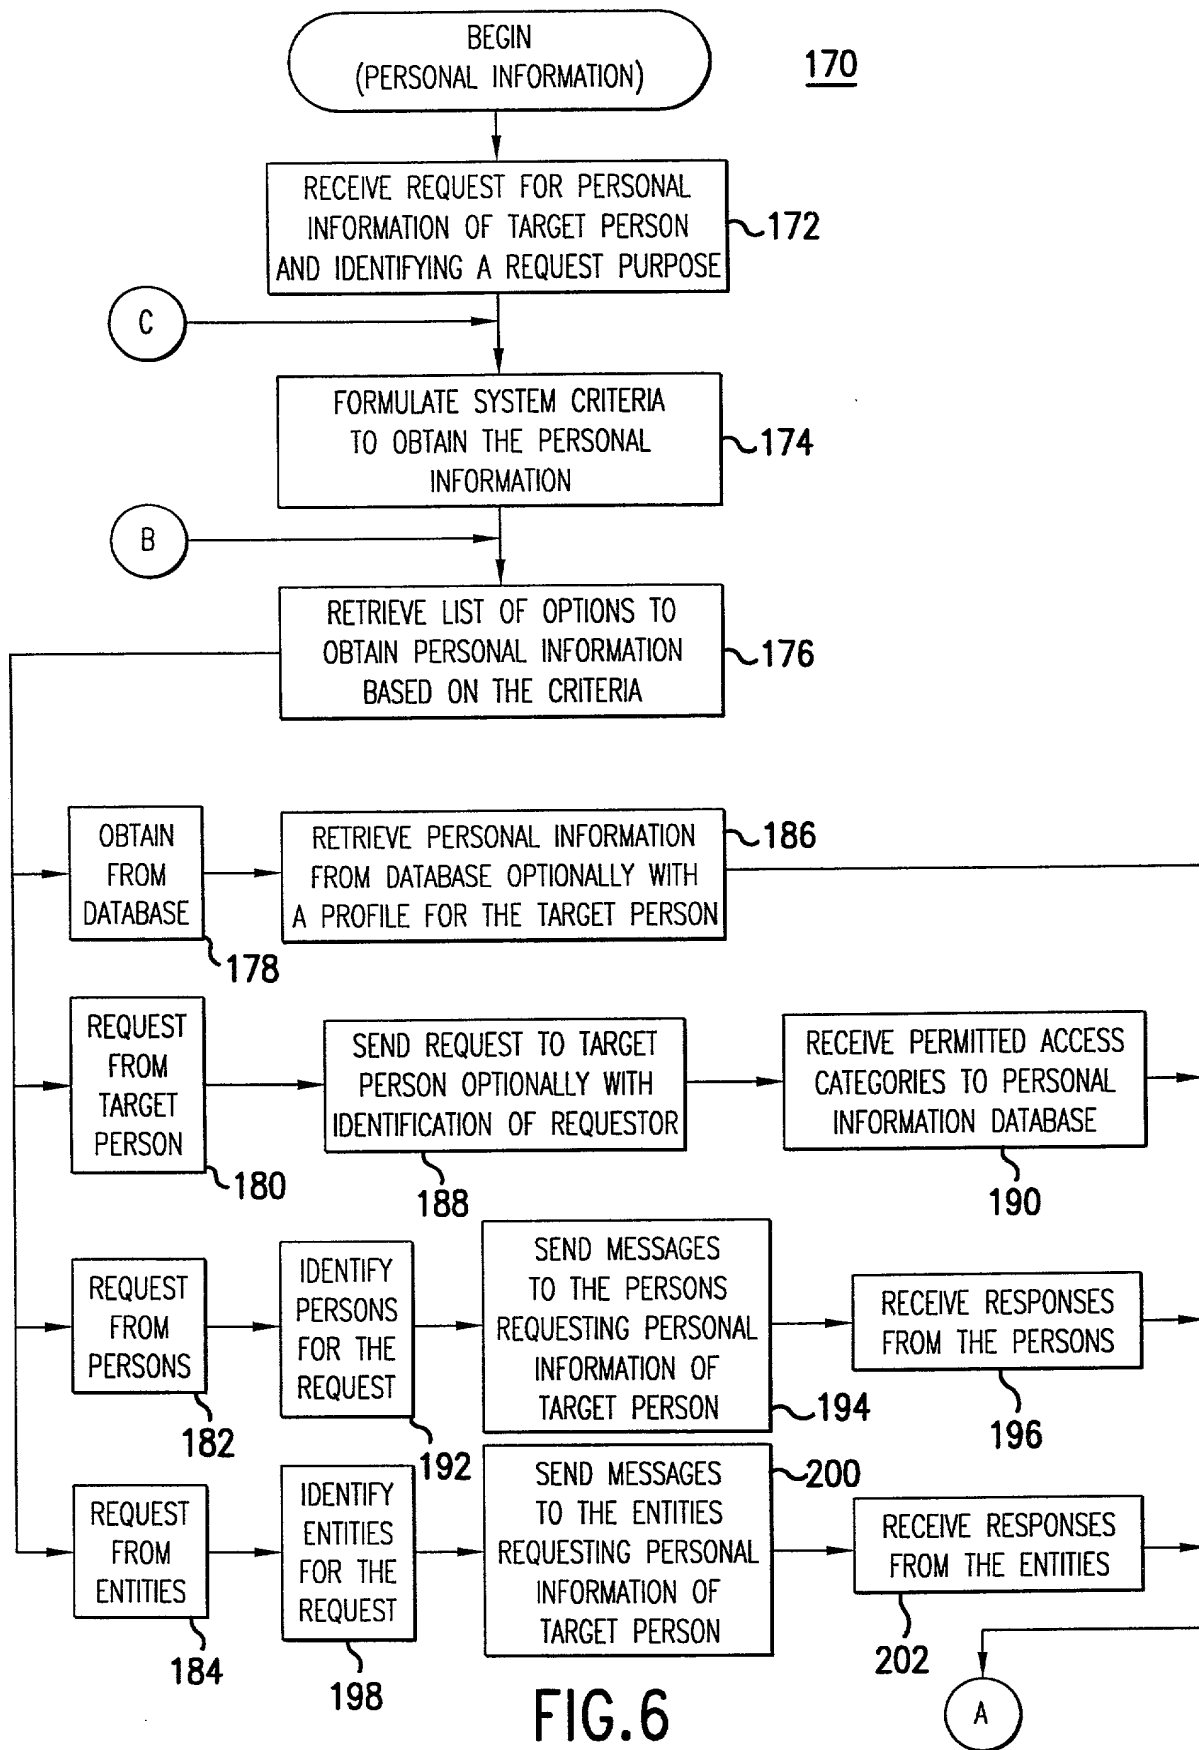 BEGIN
(PERSONAL INFORMATION)
170
RECEIVE REQUEST FOR PERSONAL
INFORMATION OF TARGET PERSON
AND IDENTIFYING A REQUEST PURPOSE
172
C
FORMULATE SYSTEM CRITERIA
TO OBTAIN THE PERSONAL
INFORMATION
174
B
RETRIEVE LIST OF OPTIONS TO
OBTAIN PERSONAL INFORMATION
BASED ON THE CRITERIA
176
OBTAIN
FROM
DATABASE
178
RETRIEVE PERSONAL INFORMATION
FROM DATABASE OPTIONALLY WITH
A PROFILE FOR THE TARGET PERSON
186
REQUEST
FROM
TARGET
PERSON
180
SEND REQUEST TO TARGET
PERSON OPTIONALLY WITH
IDENTIFICATION OF REQUESTOR
188
RECEIVE PERMITTED ACCESS
CATEGORIES TO PERSONAL
INFORMATION DATABASE
190
REQUEST
FROM
PERSONS
182
IDENTIFY
PERSONS
FOR THE
REQUEST
192
SEND MESSAGES
TO THE PERSONS
REQUESTING PERSONAL
INFORMATION OF
TARGET PERSON
194
RECEIVE RESPONSES
FROM THE PERSONS
196
REQUEST
FROM
ENTITIES
184
IDENTIFY
ENTITIES
FOR THE
REQUEST
198
SEND MESSAGES
TO THE ENTITIES
REQUESTING PERSONAL
INFORMATION OF
TARGET PERSON
200
RECEIVE RESPONSES
FROM THE ENTITIES
202
A
FIG.6